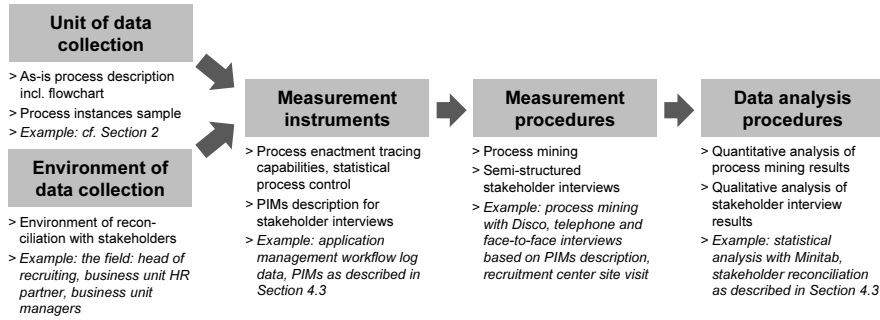 Unit of data
collection
> As-is process description
incl. flowchart
> Process instances sample
> Example: cf. Section 2
Environment of
data collection
> Environment of recon-
ciliation with stakeholders
> Example: the field: head of
recruiting, business unit HR
partner, business unit
managers
Measurement
instruments
> Process enactment tracing
capabilities, statistical
process control
> PIMs description for
stakeholder interviews
> Example: application
management workflow log
data, PIMs as described in
Section 4.3
Measurement
procedures
> Process mining
> Semi-structured
stakeholder interviews
> Example: process mining
with Disco, telephone and
face-to-face interviews
based on PIMs description,
recruitment center site visit
Data analysis
procedures
> Quantitative analysis of
process mining results
> Qualitative analysis of
stakeholder interview
results
> Example: statistical
analysis with Minitab,
stakeholder reconciliation
as described in Section 4.3